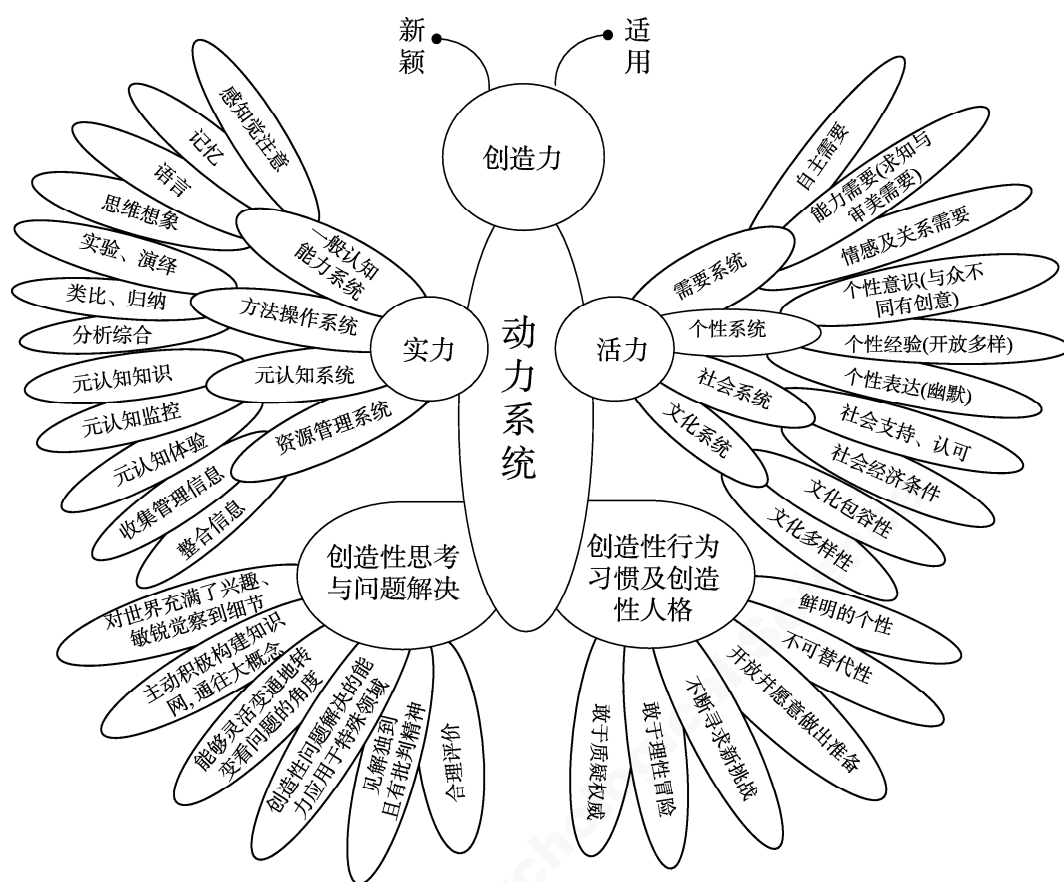 新颖
适用
创造力
动力系统
实力
活力
一般认知
能力系统
方法操作系统
元认知系统
资源管理系统
感知觉注意
记忆
语言
思维想象
实验、演绎
类比、归纳
分析综合
元认知知识
元认知监控
元认知体验
收集管理信息
整合信息
需要系统
个性系统
社会系统
文化系统
自主需要
能力需要(求知与
审美需要)
情感及关系需要
个性意识(与众不
同有创意)
个性经验(开放多样)
个性表达(幽默)
社会支持、认可
社会经济条件
文化包容性
文化多样性
创造性思考
与问题解决
对世界充满了兴趣、
敏锐觉察到细节
主动积极构建知识
网,通往大概念
能够灵活变通地转
变看问题的角度
创造性问题解决的能
力应用于特殊领域
见解独到
且有批判精神
合理评价
创造性行为
习惯及创造
性人格
敢于质疑权威
敢于理性冒险
不断寻求新挑战
开放并愿意做出准备
不可替代性
鲜明的个性